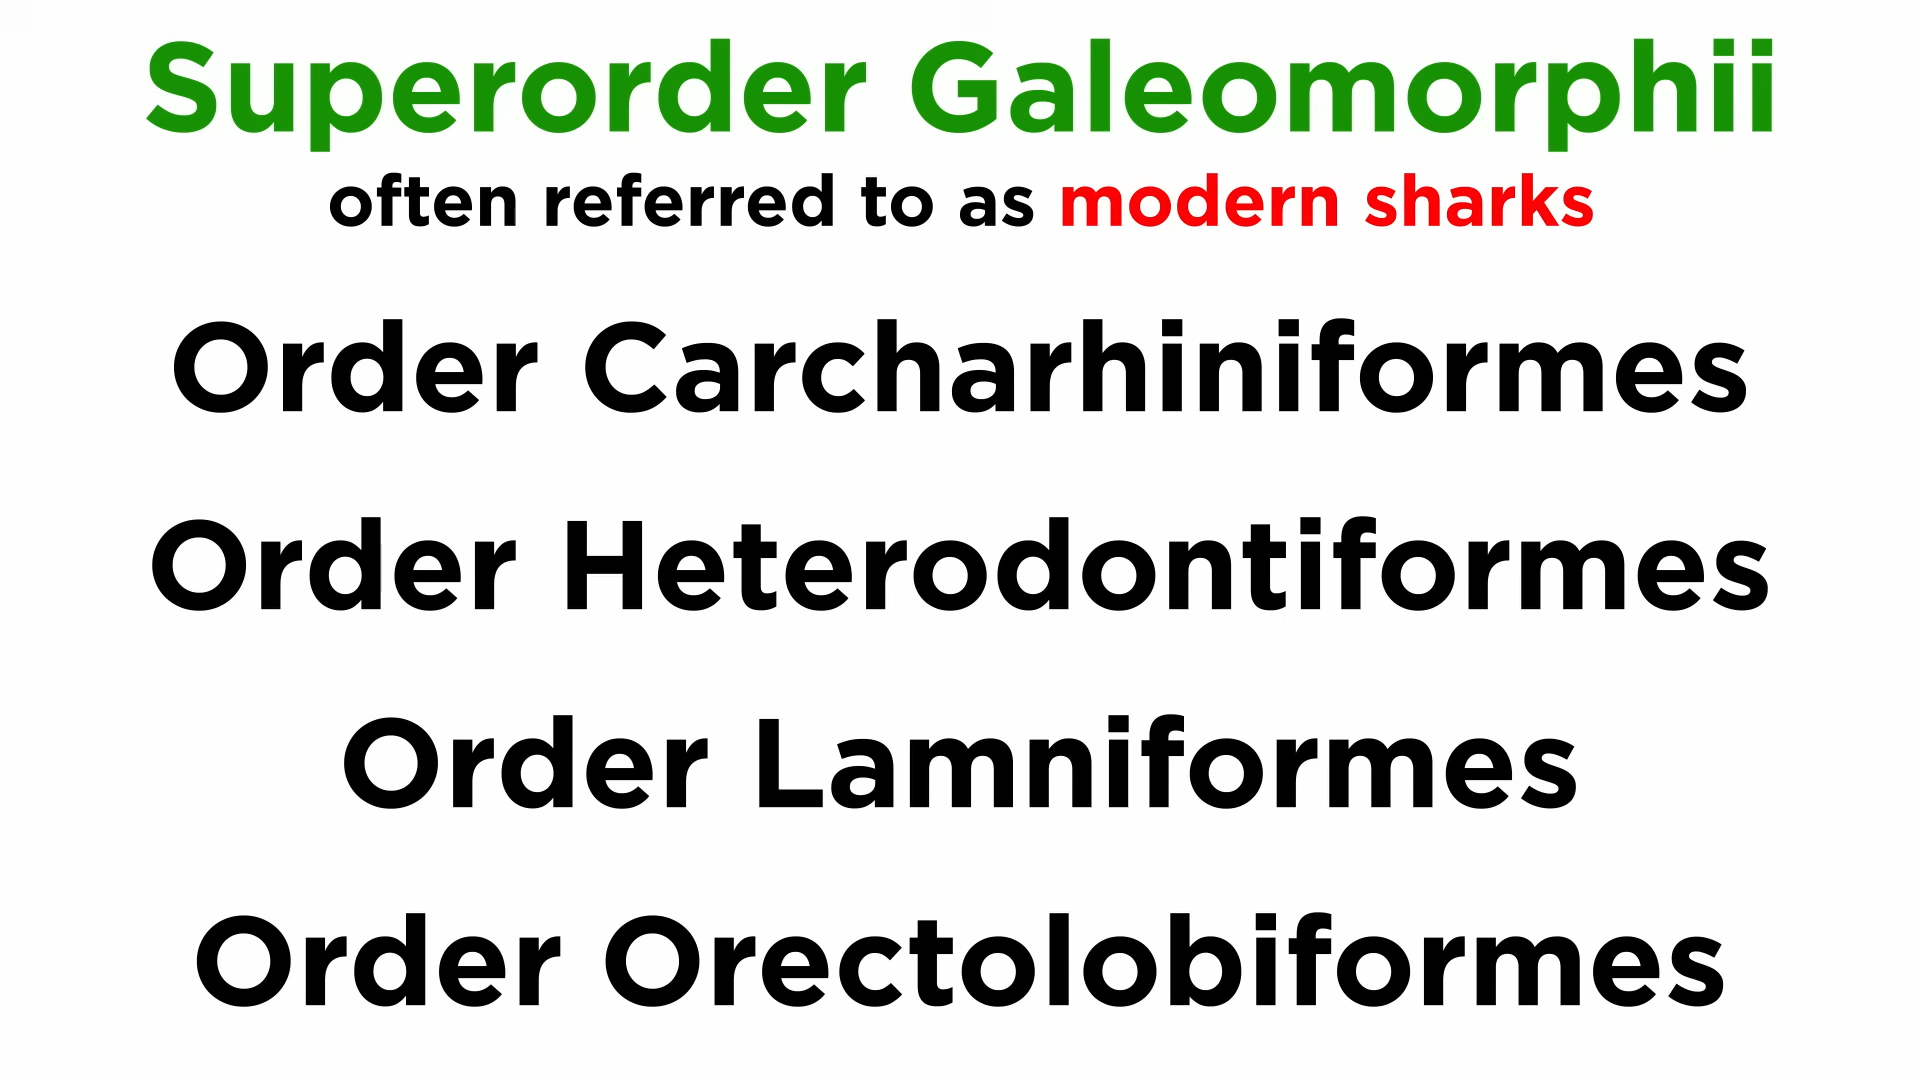 Superorder Galeomorphii
often referred to as modern sharks
Order Carcharhiniformes
Order Heterodontiformes
Order Lamniformes
Order Orectolobiformes